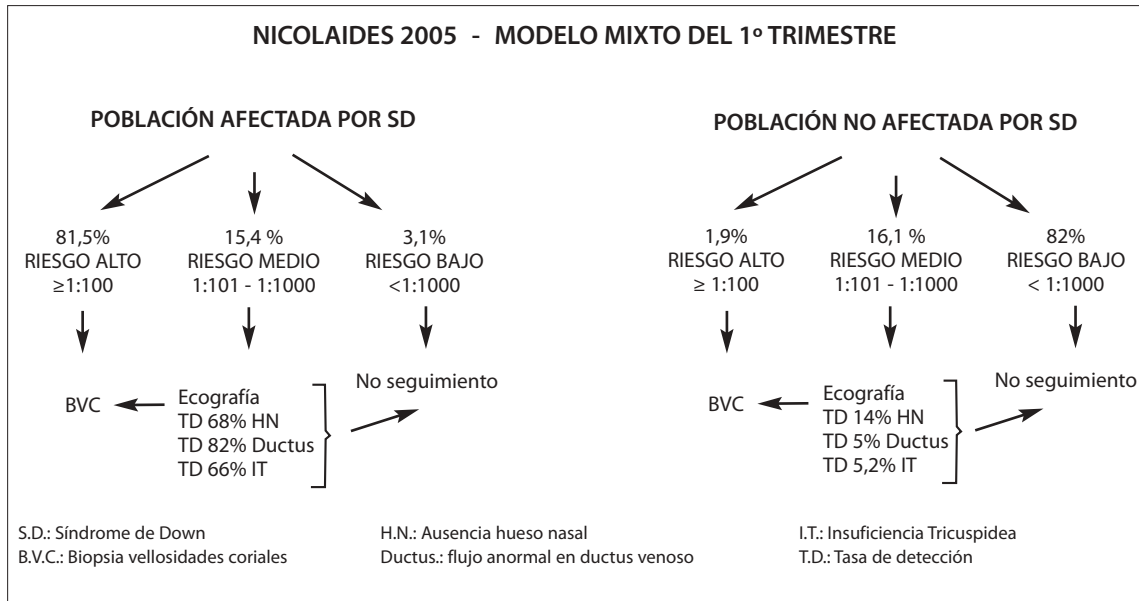 NICOLAIDES 2005 - MODELO MIXTO DEL 1º TRIMESTRE
POBLACIÓN AFECTADA POR SD
81,5%
RIESGO ALTO
≥1:100
15,4 %
RIESGO MEDIO
1:101 - 1:1000
3,1%
RIESGO BAJO
<1:1000
BVC
Ecografía
TD 68% HN
TD 82% Ductus
TD 66% IT
No seguimiento
POBLACIÓN NO AFECTADA POR SD
1,9%
RIESGO ALTO
≥ 1:100
16,1 %
RIESGO MEDIO
1:101 - 1:1000
82%
RIESGO BAJO
< 1:1000
BVC
Ecografía
TD 14% HN
TD 5% Ductus
TD 5,2% IT
No seguimiento
S.D.: Síndrome de Down
B.V.C.: Biopsia vellosidades coriales
H.N.: Ausencia hueso nasal
Ductus.: flujo anormal en ductus venoso
I.T.: Insuficiencia Tricuspidea
T.D.: Tasa de detección